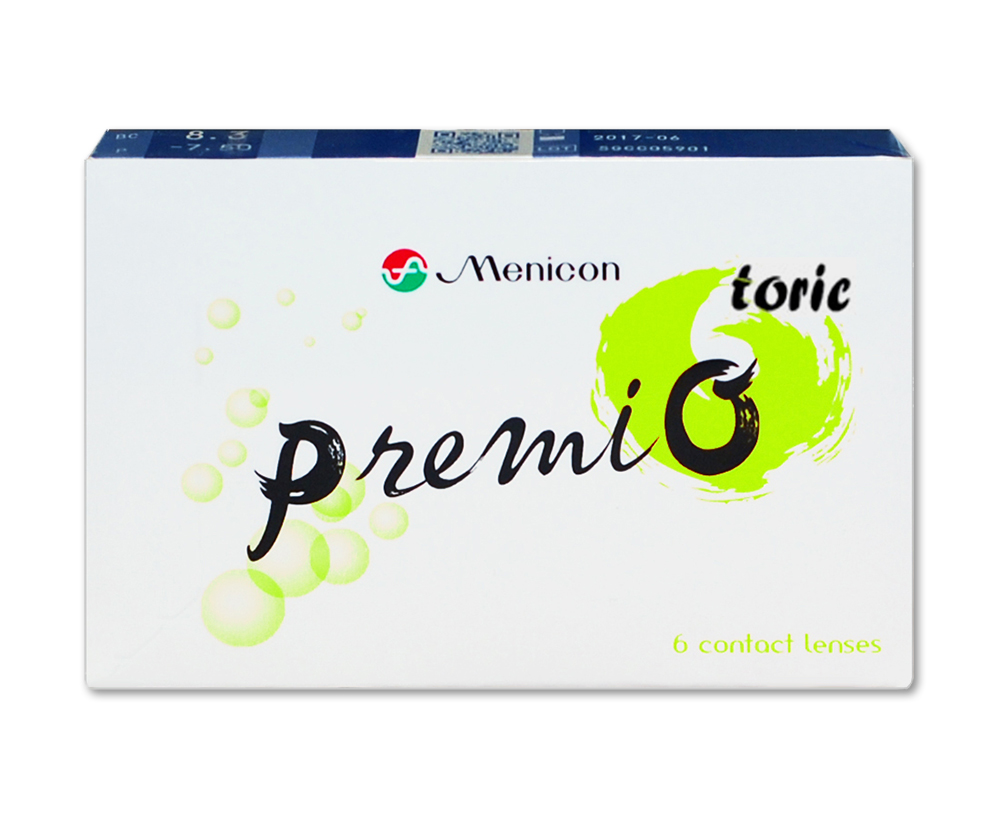 BC 8.3
P -7.50
2017-06
LOT
Menicon
toric
premio
6 contact lenses